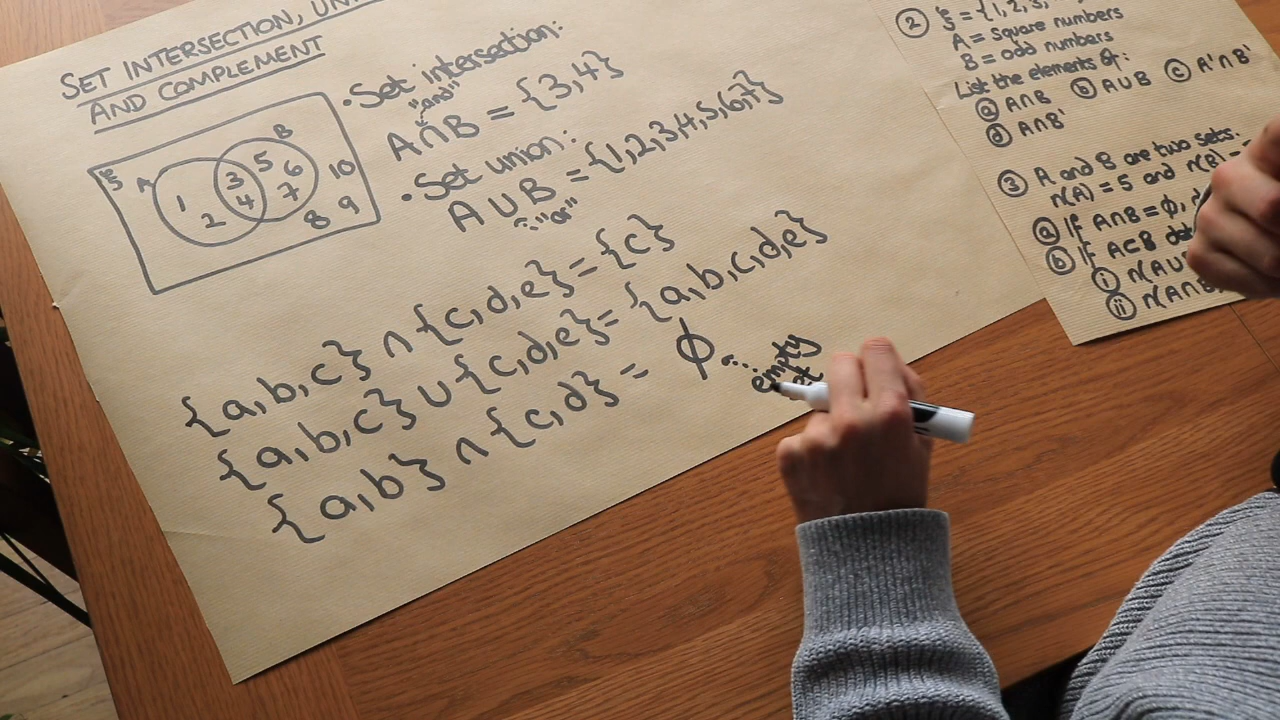 SET INTERSECTION,
AND COMPLEMENT
ξ
A
B
1
2
3
4
5
6
7
8
9
10
• Set intersection:
"and"
A∩B = {3,4}
• Set union:
A∪B = {1,2,3,4,5,6,7}
"or"
{a,b,c} ∩ {c,d,e} = {c}
{a,b,c} ∪ {c,d,e} = {a,b,c,d,e}
{a,b} ∩ {c,d} = ϕ
empty
② ξ = {1, 2, 3,
A = square numbers
B = odd numbers
List the elements of:
ⓐ A∩B ⓑ A∪B ⓒ A'∩B'
ⓓ A∩B'
③ A and B are two sets.
n(A) = 5 and n(B) =
ⓐ If A∩B = ϕ,
ⓑ If A⊂B
ⓘ n(A∪
ⓘⓘ n(A∩B)